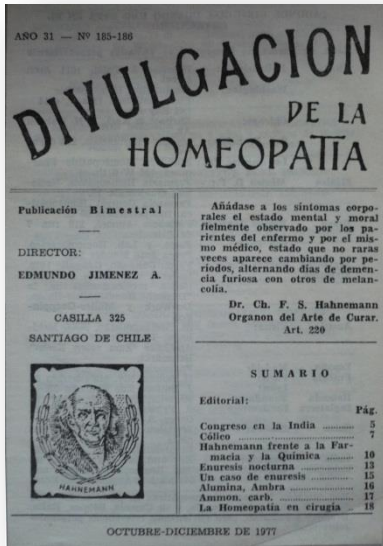 AÑO 31 — Nº 185-186
DIVULGACION
DE LA
HOMEOPATIA
Publicación Bimestral
DIRECTOR:
EDMUNDO JIMENEZ A.
CASILLA 325
SANTIAGO DE CHILE
HAHNEMANN
Añádase a los síntomas corpo-
rales el estado mental y moral
fielmente observado por los pa-
rientes del enfermo y por el mis-
mo médico, estado que no raras
veces aparece cambiando por pe-
ríodos, alternando días de demen-
cia furiosa con otros de melan-
colía.
Dr. Ch. F. S. Hahnemann
Organon del Arte de Curar.
Art. 220
SUMARIO
Editorial:
Pág.
Congreso en la India ............ 5
Cólico ............ 7
Hahnemann frente a la Far-
macia y la Química ............ 10
Enuresis nocturna ............ 13
Un caso de enuresis ............ 15
Alumina, Ambra ............ 16
Ammon. carb. ............ 17
La Homeopatía en cirugía ... 18
OCTUBRE-DICIEMBRE DE 1977